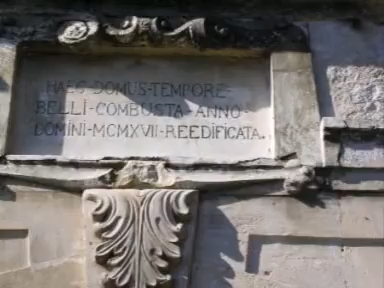 HAEC·DOMUS·TEMPORE·
BELLI·COMBUSTA·ANNO·
DOMINI·MCMXVII·REEDIFICATA.